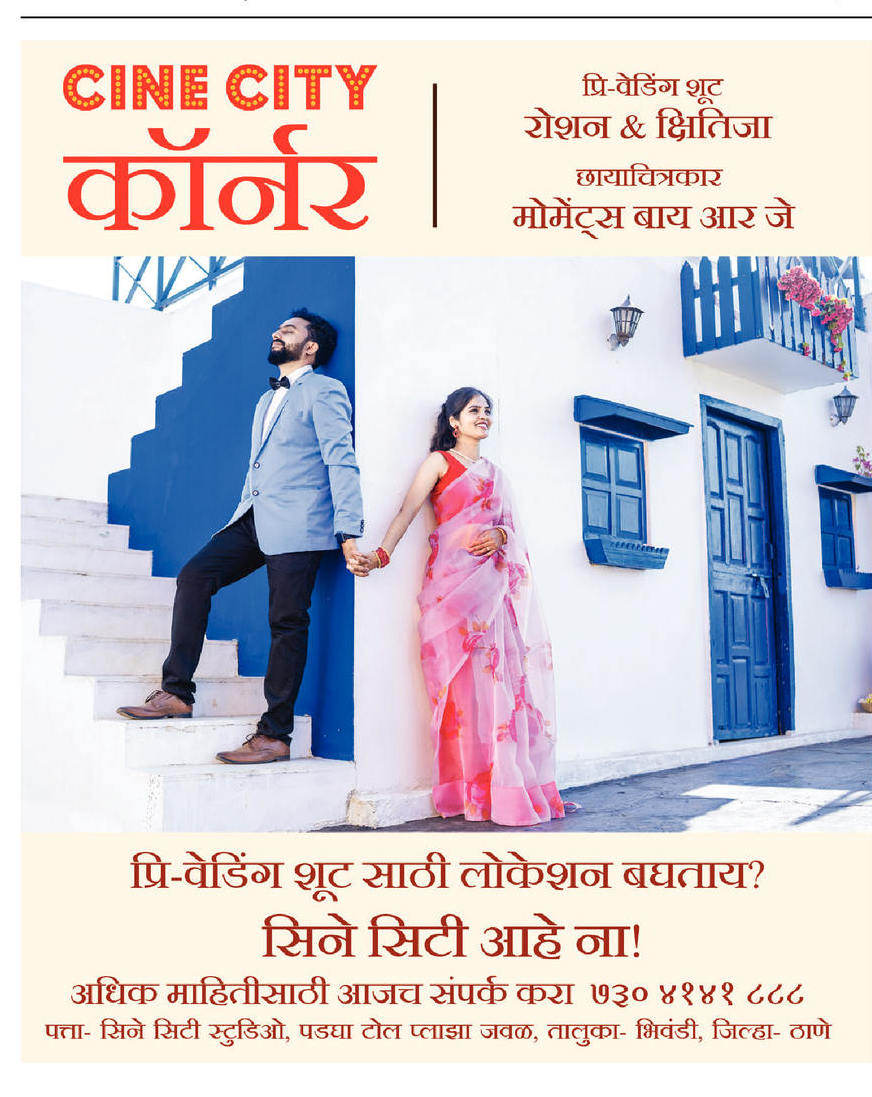 CINE CITY
कॉर्नर
प्रि-वेडिंग शूट
रोशन & क्षितिजा
छायाचित्रकार
मोमेंट्स बाय आर जे
प्रि-वेडिंग शूट साठी लोकेशन बघताय?
सिने सिटी आहे ना!
अधिक माहितीसाठी आजच संपर्क करा ७३० ४१४१ ८८८
पत्ता- सिने सिटी स्टुडिओ, पडघा टोल प्लाझा जवळ, तालुका- भिवंडी, जिल्हा- ठाणे